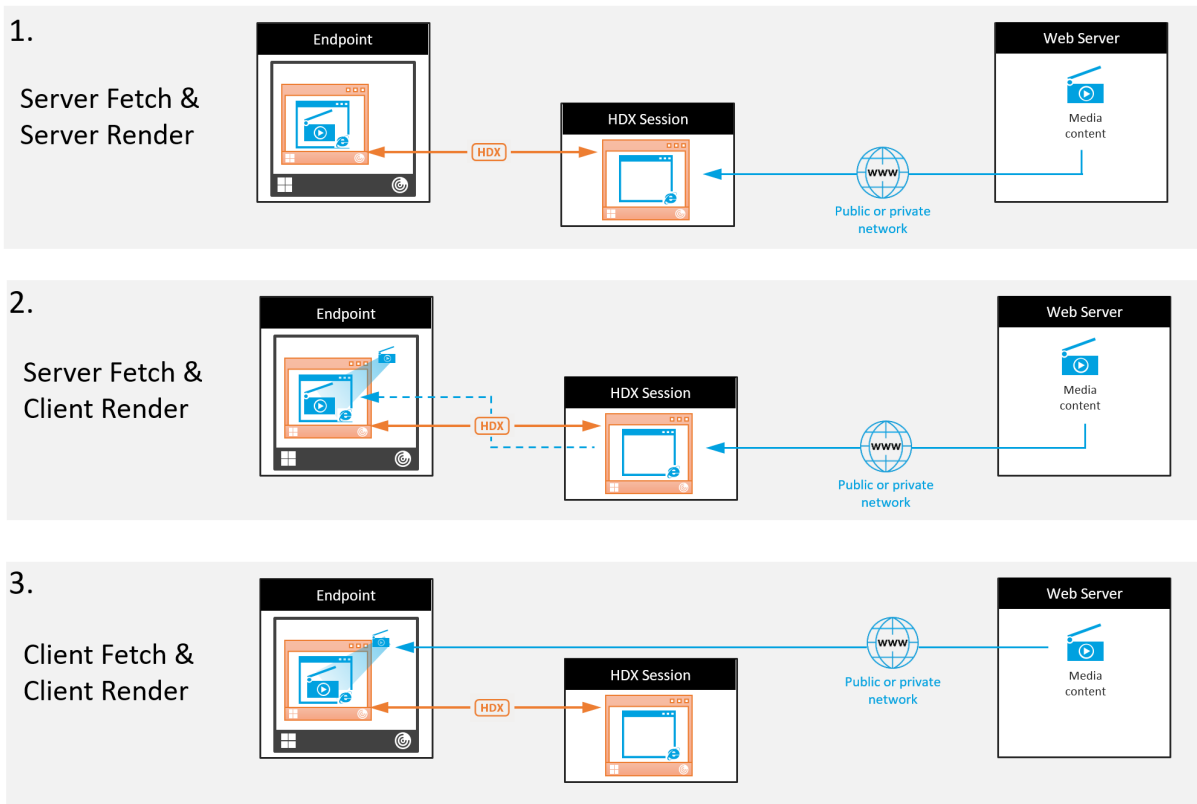 1.
Server Fetch &
Server Render
Endpoint
HDX
HDX Session
WWW
Public or private
network
Web Server
Media
content
2.
Server Fetch &
Client Render
Endpoint
HDX
HDX Session
WWW
Public or private
network
Web Server
Media
content
3.
Client Fetch &
Client Render
Endpoint
HDX
HDX Session
WWW
Public or private
network
Web Server
Media
content